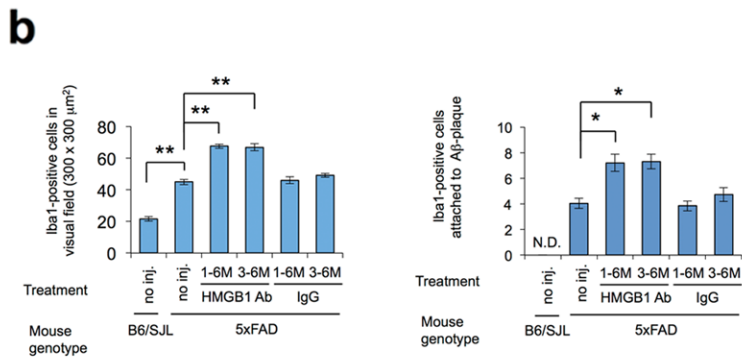 b
Iba1-positive cells in
visual field (300 x 300 µm²)
80
60
40
20
0
**
**
**
no inj.
no inj.
1-6M 3-6M 1-6M 3-6M
Treatment
HMGB1 Ab IgG
Mouse
genotype
B6/SJL 5xFAD
Iba1-positive cells
attached to Aβ-plaque
10
8
6
4
2
0
*
*
N.D.
no inj.
no inj.
1-6M 3-6M 1-6M 3-6M
Treatment
HMGB1 Ab IgG
Mouse
genotype
B6/SJL 5xFAD